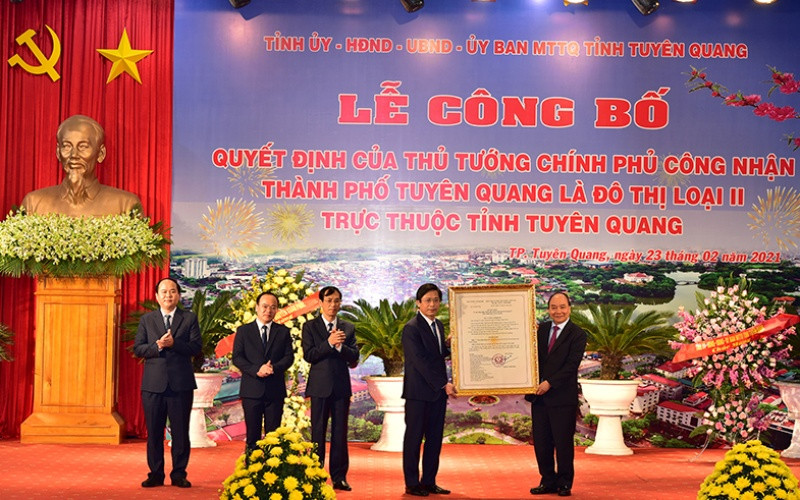 TỈNH ỦY - HĐND - UBND - ỦY BAN MTTQ TỈNH TUYÊN QUANG
LỄ CÔNG BỐ
QUYẾT ĐỊNH CỦA THỦ TƯỚNG CHÍNH PHỦ CÔNG NHẬN
THÀNH PHỐ TUYÊN QUANG LÀ ĐÔ THỊ LOẠI II
TRỰC THUỘC TỈNH TUYÊN QUANG
TP. Tuyên Quang, ngày 23 tháng 02 năm 2021